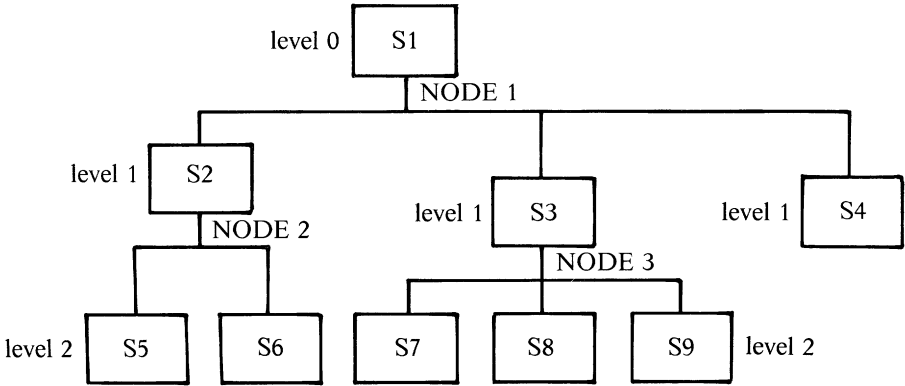 level 0 S1
NODE 1
level 1 S2
level 1 S3
level 1 S4
NODE 2
NODE 3
level 2 S5 S6 S7 S8 S9 level 2